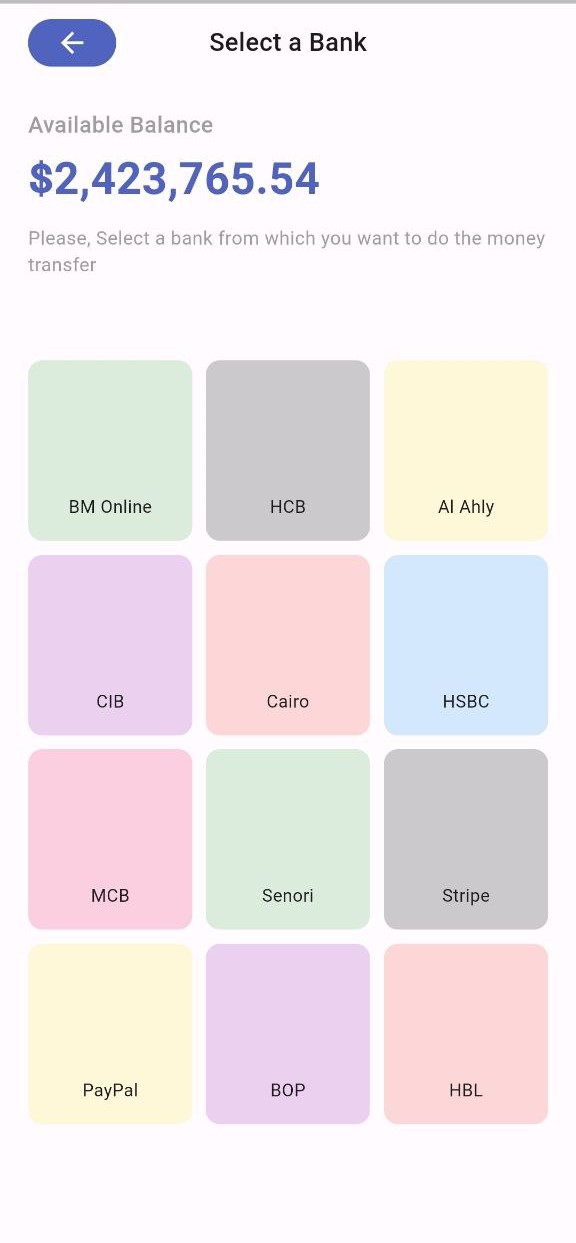 Select a Bank
Available Balance
$2,423,765.54
Please, Select a bank from which you want to do the money
transfer
BM Online
HCB
Al Ahly
CIB
Cairo
HSBC
MCB
Senori
Stripe
PayPal
BOP
HBL